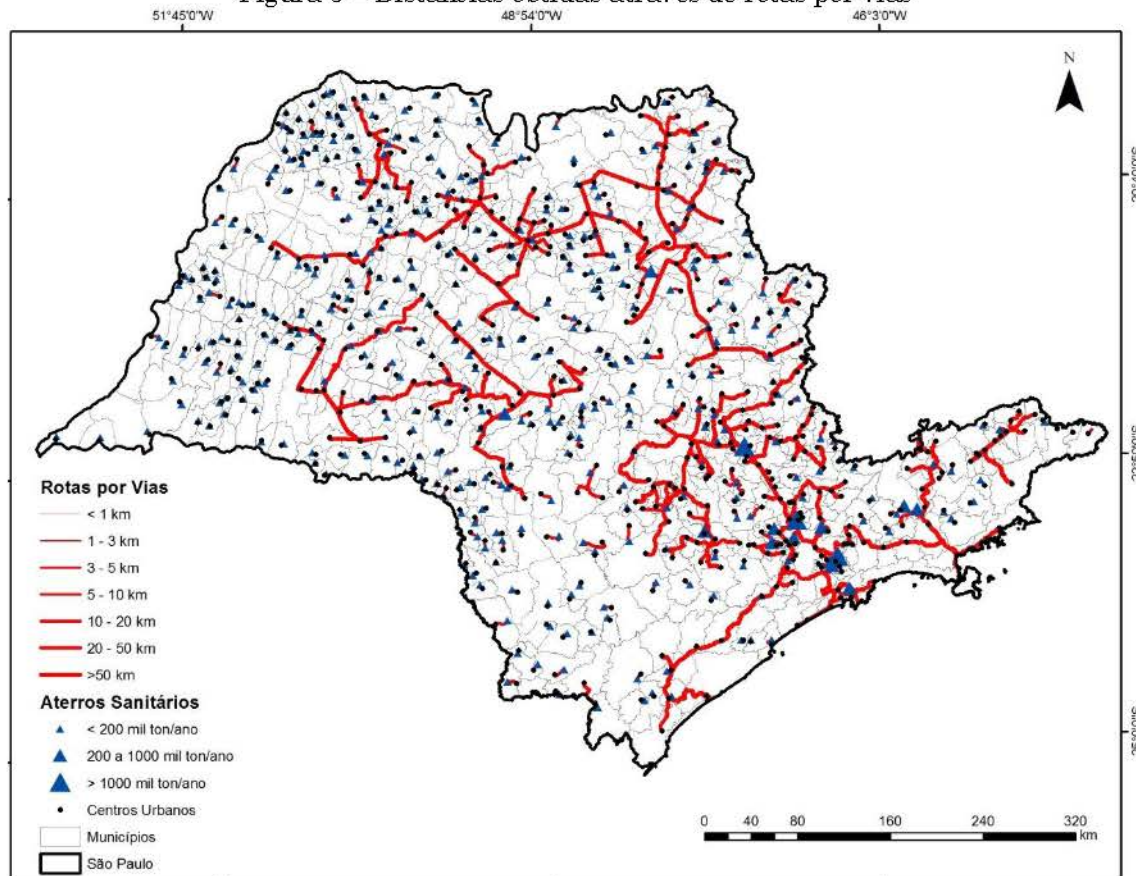 51°45'0"W 48°54'0"W 46°3'0"W
N
Rotas por Vias
< 1 km
1 - 3 km
3 - 5 km
5 - 10 km
10 - 20 km
20 - 50 km
>50 km
Aterros Sanitários
< 200 mil ton/ano
200 a 1000 mil ton/ano
> 1000 mil ton/ano
Centros Urbanos
Municípios
São Paulo
0 40 80 160 240 320
km